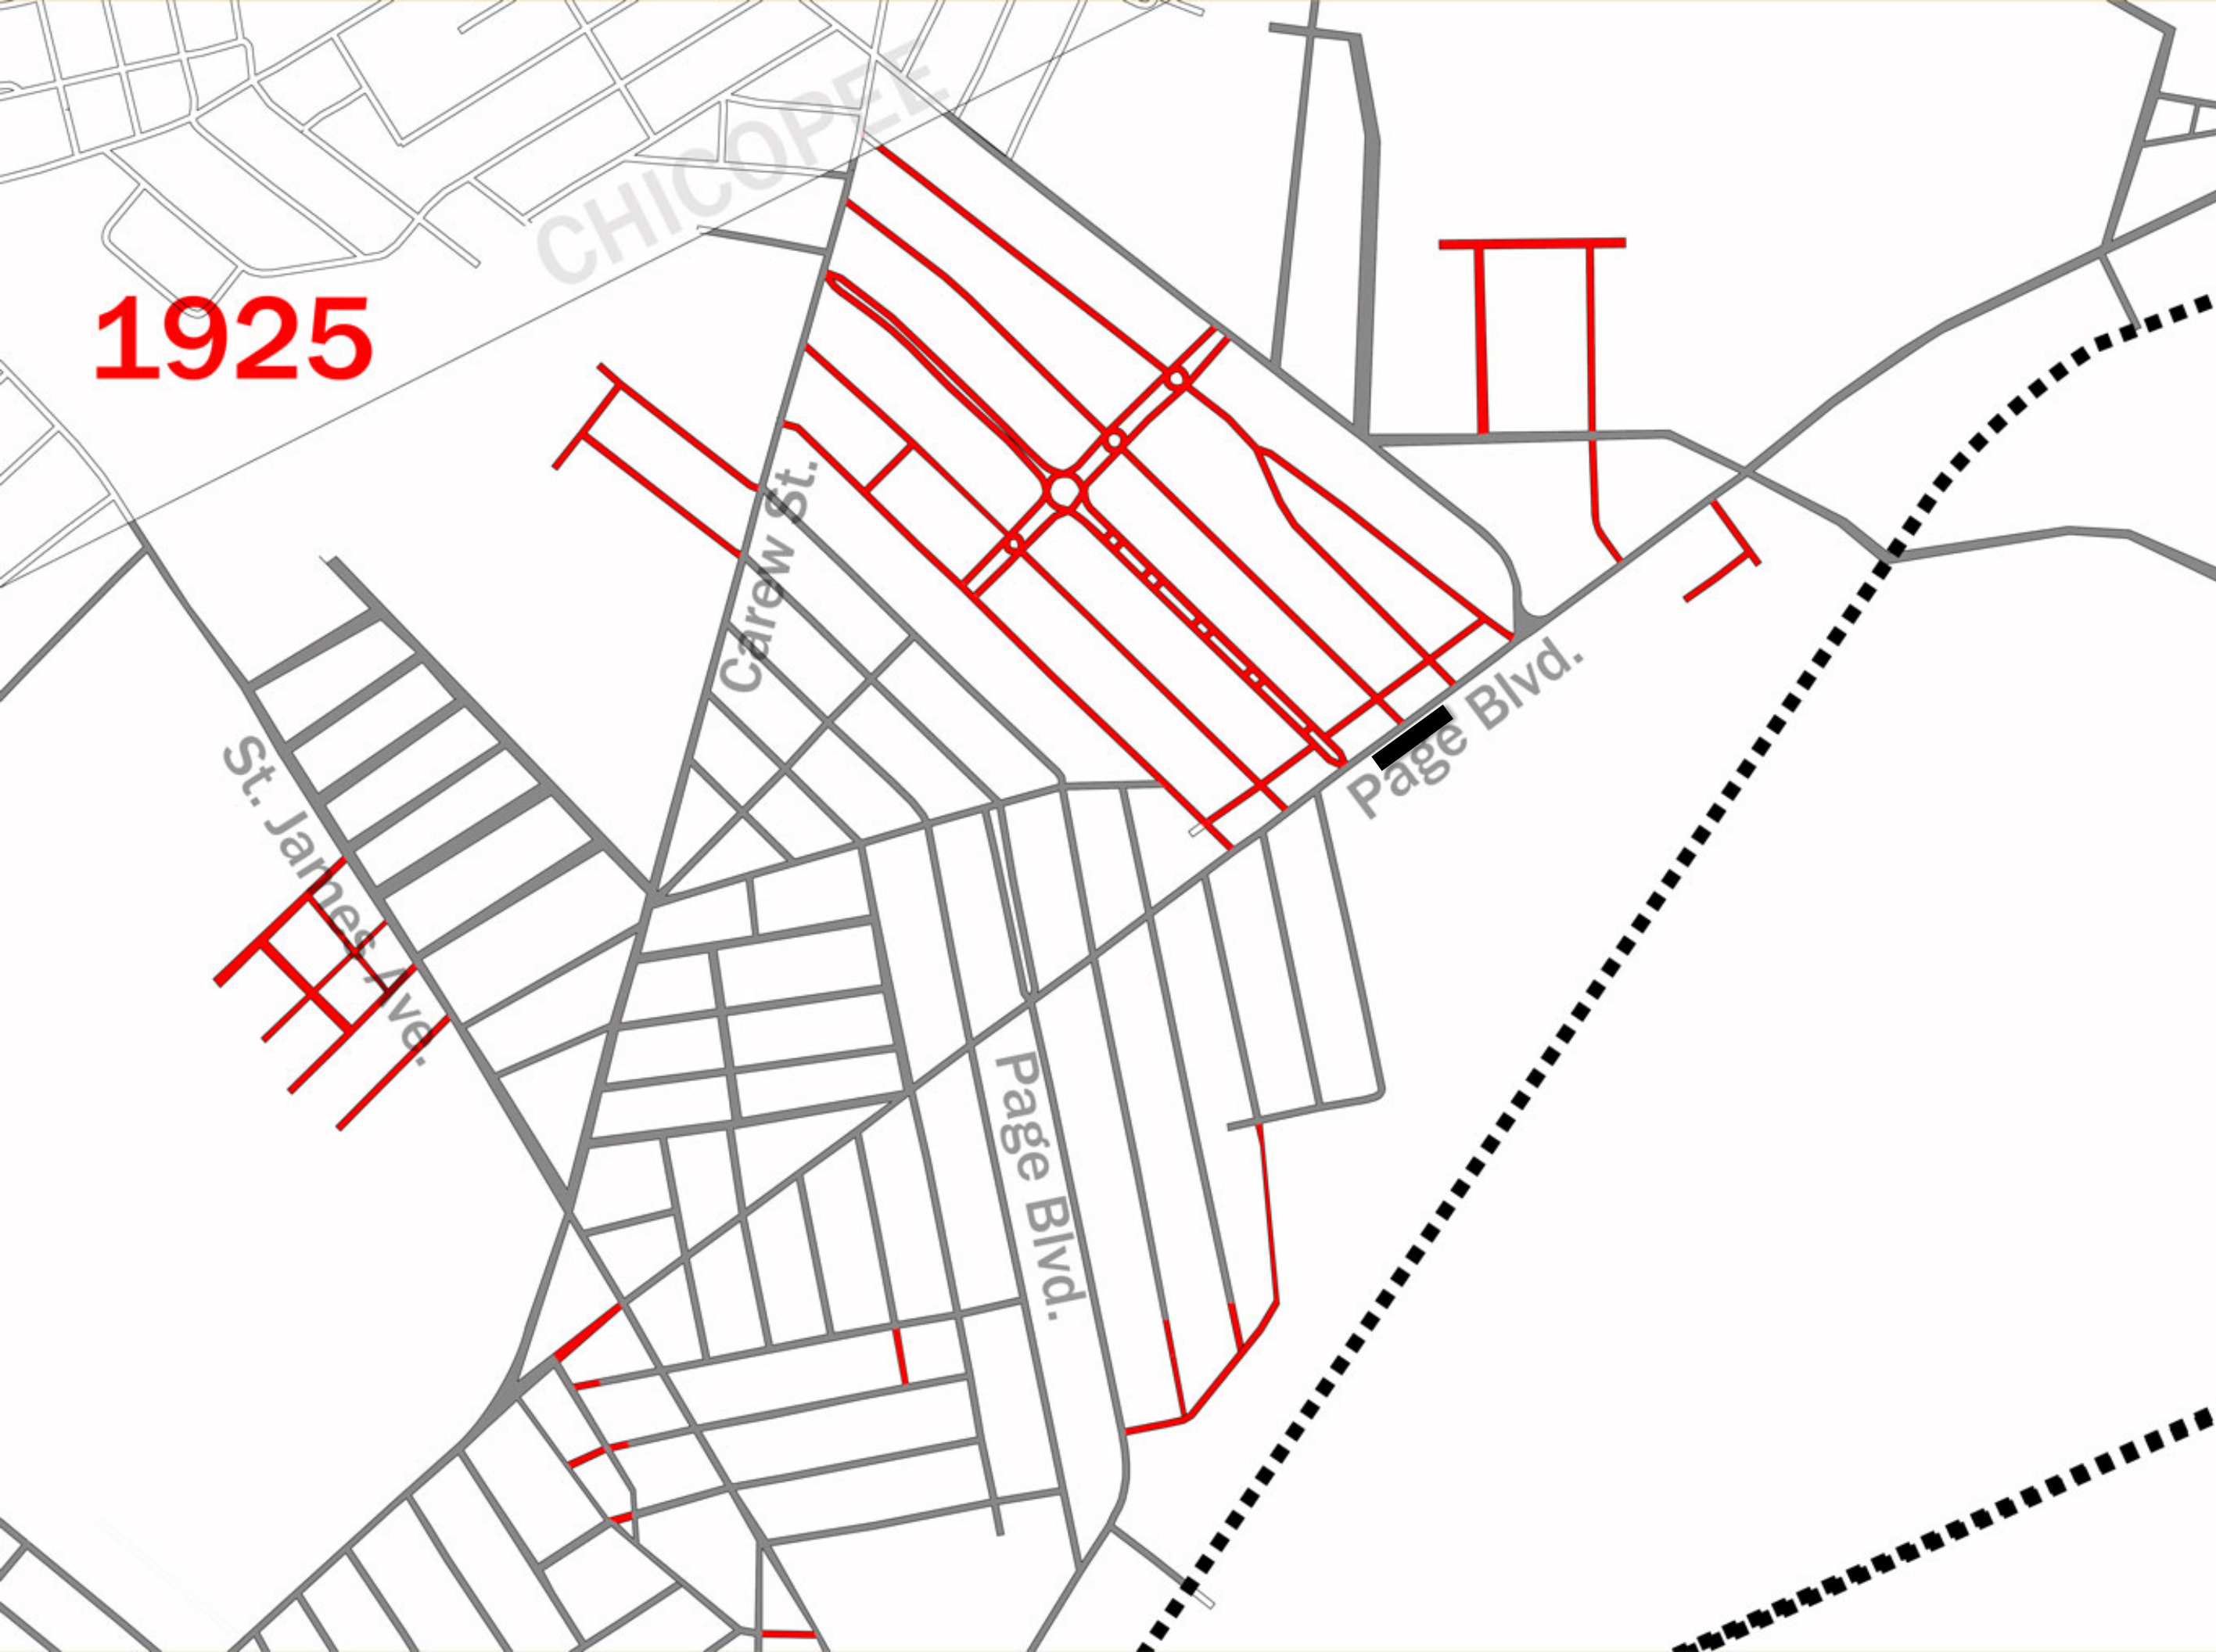 CHICOPEE
1925
Carew St.
Page Blvd.
St. James Ave.
Page Blvd.